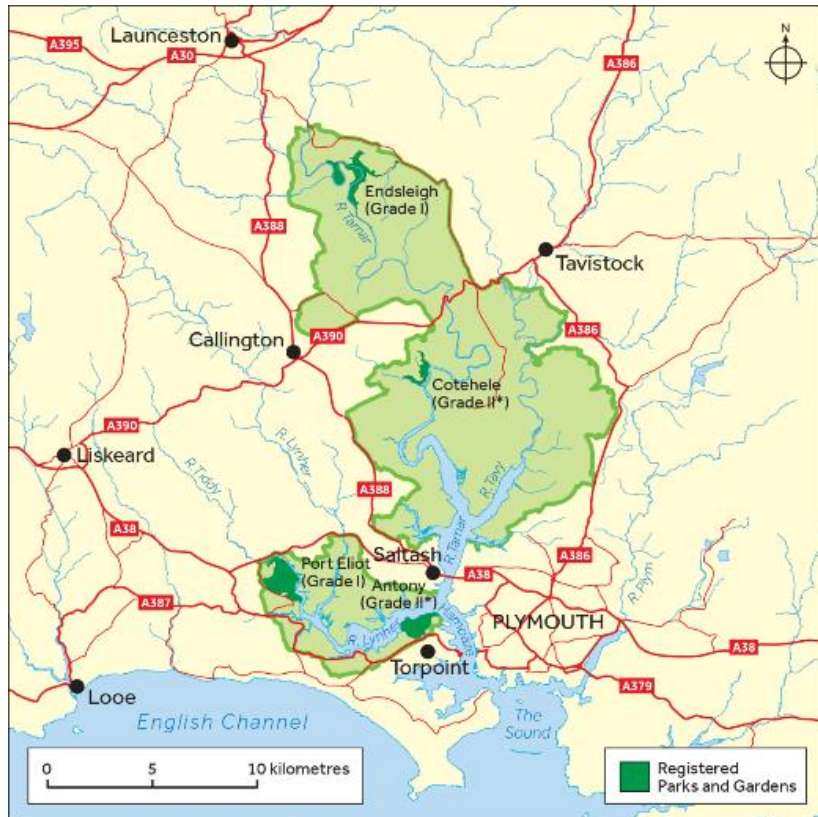 Launceston
A395
A30
A386
N
Endsleigh
(Grade I)
R. Tamar
A388
Tavistock
A390
Callington
A386
Cotehele
(Grade II*)
A390
Liskeard
R. Lynher
R. Tiddy
R. Tavy
A388
A38
R. Tamar
A386
Port Eliot
(Grade I)
Saltash
A38
R. Plym
Antony
(Grade II*)
A387
PLYMOUTH
Hamoaze
R. Lynher
A38
Torpoint
A379
Looe
English Channel
The
Sound
0 5 10 kilometres
Registered
Parks and Gardens